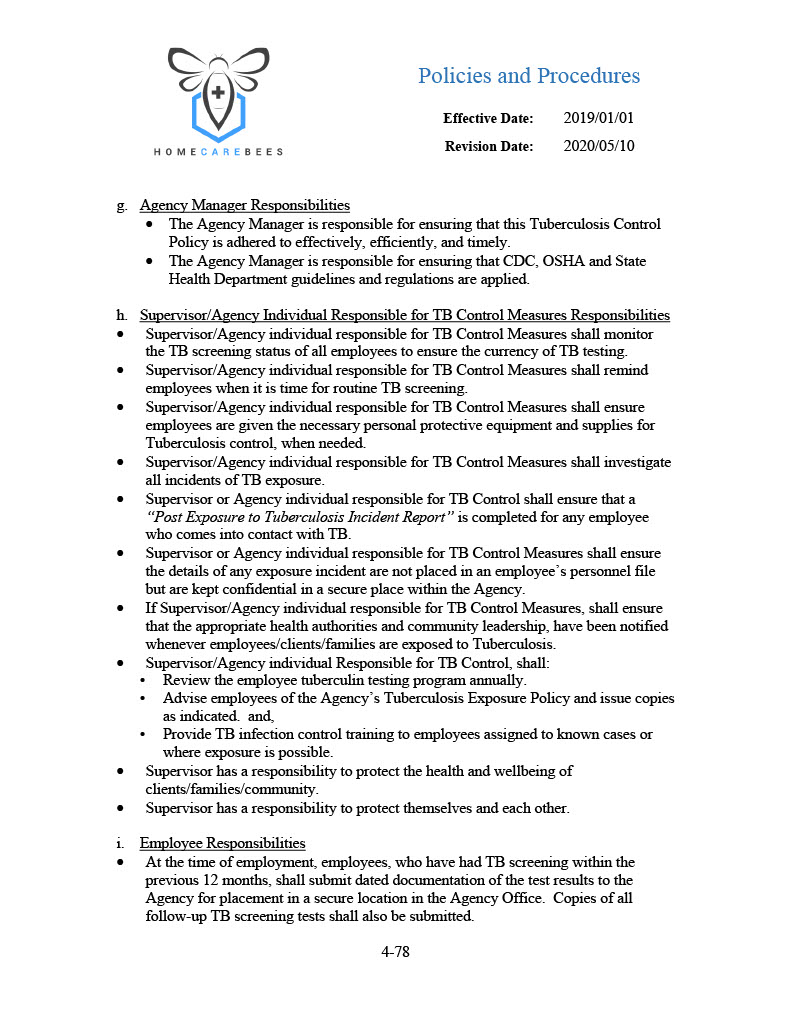 HOMECAREBEES
Policies and Procedures
Effective Date: 2019/01/01
Revision Date: 2020/05/10
g. Agency Manager Responsibilities
• The Agency Manager is responsible for ensuring that this Tuberculosis Control
Policy is adhered to effectively, efficiently, and timely.
• The Agency Manager is responsible for ensuring that CDC, OSHA and State
Health Department guidelines and regulations are applied.
h. Supervisor/Agency Individual Responsible for TB Control Measures Responsibilities
• Supervisor/Agency individual responsible for TB Control Measures shall monitor
the TB screening status of all employees to ensure the currency of TB testing.
• Supervisor/Agency individual responsible for TB Control Measures shall remind
employees when it is time for routine TB screening.
• Supervisor/Agency individual responsible for TB Control Measures shall ensure
employees are given the necessary personal protective equipment and supplies for
Tuberculosis control, when needed.
• Supervisor/Agency individual responsible for TB Control Measures shall investigate
all incidents of TB exposure.
• Supervisor or Agency individual responsible for TB Control shall ensure that a
“Post Exposure to Tuberculosis Incident Report” is completed for any employee
who comes into contact with TB.
• Supervisor or Agency individual responsible for TB Control Measures shall ensure
the details of any exposure incident are not placed in an employee’s personnel file
but are kept confidential in a secure place within the Agency.
• If Supervisor/Agency individual responsible for TB Control Measures, shall ensure
that the appropriate health authorities and community leadership, have been notified
whenever employees/clients/families are exposed to Tuberculosis.
• Supervisor/Agency individual Responsible for TB Control, shall:
• Review the employee tuberculin testing program annually.
• Advise employees of the Agency’s Tuberculosis Exposure Policy and issue copies
as indicated. and,
• Provide TB infection control training to employees assigned to known cases or
where exposure is possible.
• Supervisor has a responsibility to protect the health and wellbeing of
clients/families/community.
• Supervisor has a responsibility to protect themselves and each other.
i. Employee Responsibilities
• At the time of employment, employees, who have had TB screening within the
previous 12 months, shall submit dated documentation of the test results to the
Agency for placement in a secure location in the Agency Office. Copies of all
follow-up TB screening tests shall also be submitted.
4-78